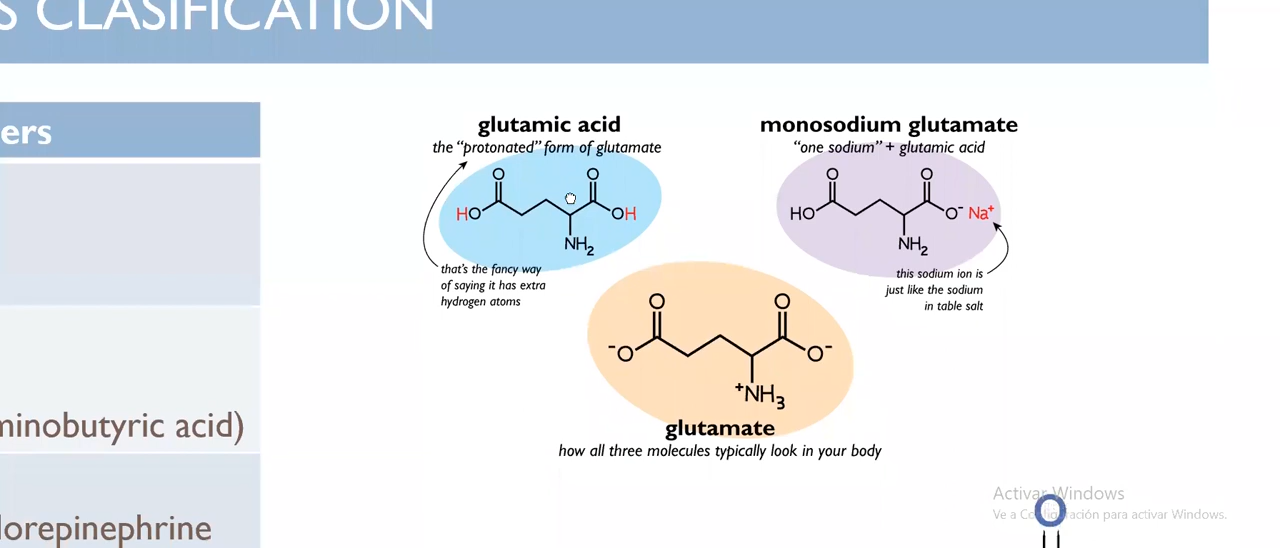 S CLASIFICATION
ers
minobutyric acid)
lorepinephrine
glutamic acid
the “protonated” form of glutamate
O O
HO OH
NH2
that’s the fancy way
of saying it has extra
hydrogen atoms
monosodium glutamate
“one sodium” + glutamic acid
O O
HO O- Na+
NH2
this sodium ion is
just like the sodium
in table salt
O O
-O O-
+NH3
glutamate
how all three molecules typically look in your body
O
Activar Windows
Ve a Configuración para activar Windows.